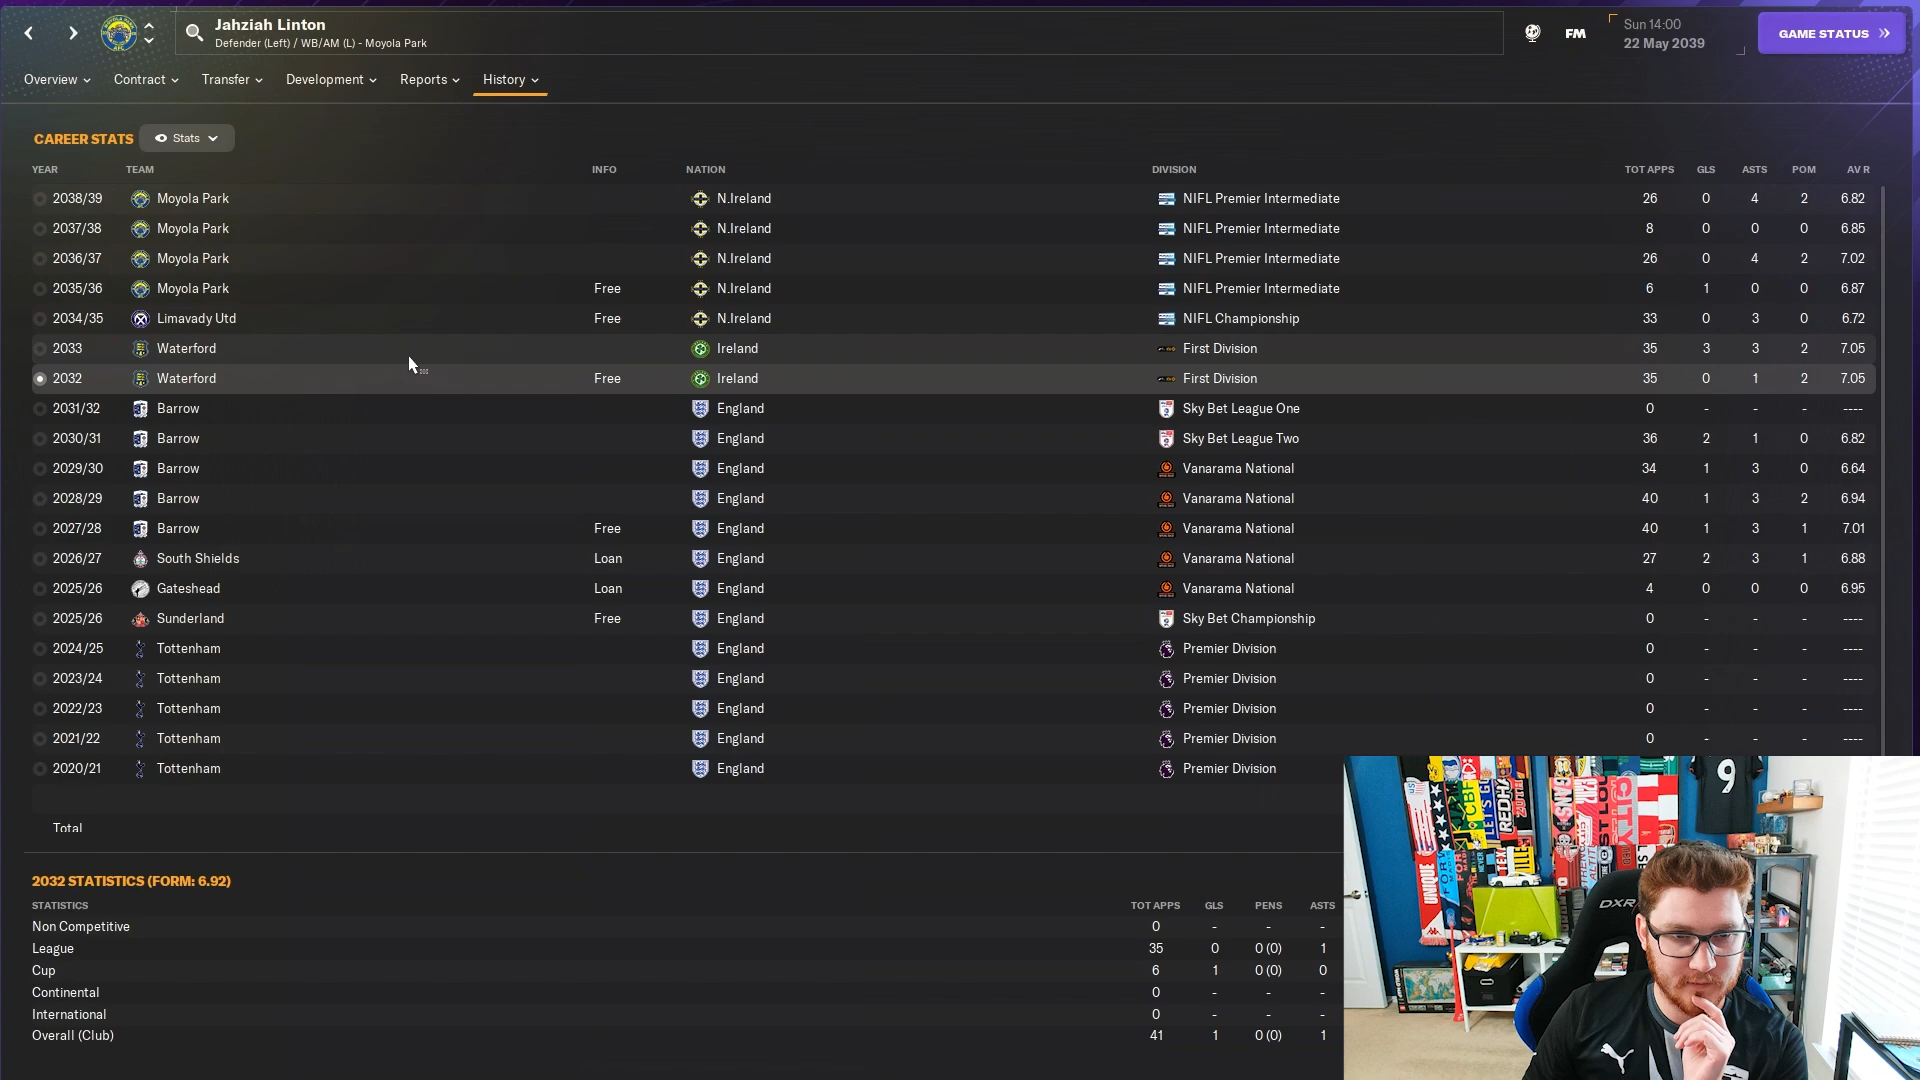 Jahziah Linton
Defender (Left) / WB/AM (L) - Moyola Park
FM
Sun 14:00
22 May 2039
GAME STATUS
Overview Contract Transfer Development Reports History
CAREER STATS Stats
YEAR TEAM INFO NATION DIVISION TOT APPS GLS ASTS POM AV R
2038/39 Moyola Park N.Ireland NIFL Premier Intermediate 26 0 4 2 6.82
2037/38 Moyola Park N.Ireland NIFL Premier Intermediate 8 0 0 0 6.85
2036/37 Moyola Park N.Ireland NIFL Premier Intermediate 26 0 4 2 7.02
2035/36 Moyola Park Free N.Ireland NIFL Premier Intermediate 6 1 0 0 6.87
2034/35 Limavady Utd Free N.Ireland NIFL Championship 33 0 3 0 6.72
2033 Waterford Ireland First Division 35 3 3 2 7.05
2032 Waterford Free Ireland First Division 35 0 1 2 7.05
2031/32 Barrow England Sky Bet League One 0 - - - ----
2030/31 Barrow England Sky Bet League Two 36 2 1 0 6.82
2029/30 Barrow England Vanarama National 34 1 3 0 6.64
2028/29 Barrow England Vanarama National 40 1 3 2 6.94
2027/28 Barrow Free England Vanarama National 40 1 3 1 7.01
2026/27 South Shields Loan England Vanarama National 27 2 3 1 6.88
2025/26 Gateshead Loan England Vanarama National 4 0 0 0 6.95
2025/26 Sunderland Free England Sky Bet Championship 0 - - - ----
2024/25 Tottenham England Premier Division 0 - - - ----
2023/24 Tottenham England Premier Division 0 - - - ----
2022/23 Tottenham England Premier Division 0 - - - ----
2021/22 Tottenham England Premier Division 0 - - - ----
2020/21 Tottenham England Premier Division
Total
2032 STATISTICS (FORM: 6.92)
STATISTICS TOT APPS GLS PENS ASTS
Non Competitive 0 - - -
League 35 0 0 (0) 1
Cup 6 1 0 (0) 0
Continental 0 - - -
International 0 - - -
Overall (Club) 41 1 0 (0) 1
9
CITY
UNIQUE
DXR